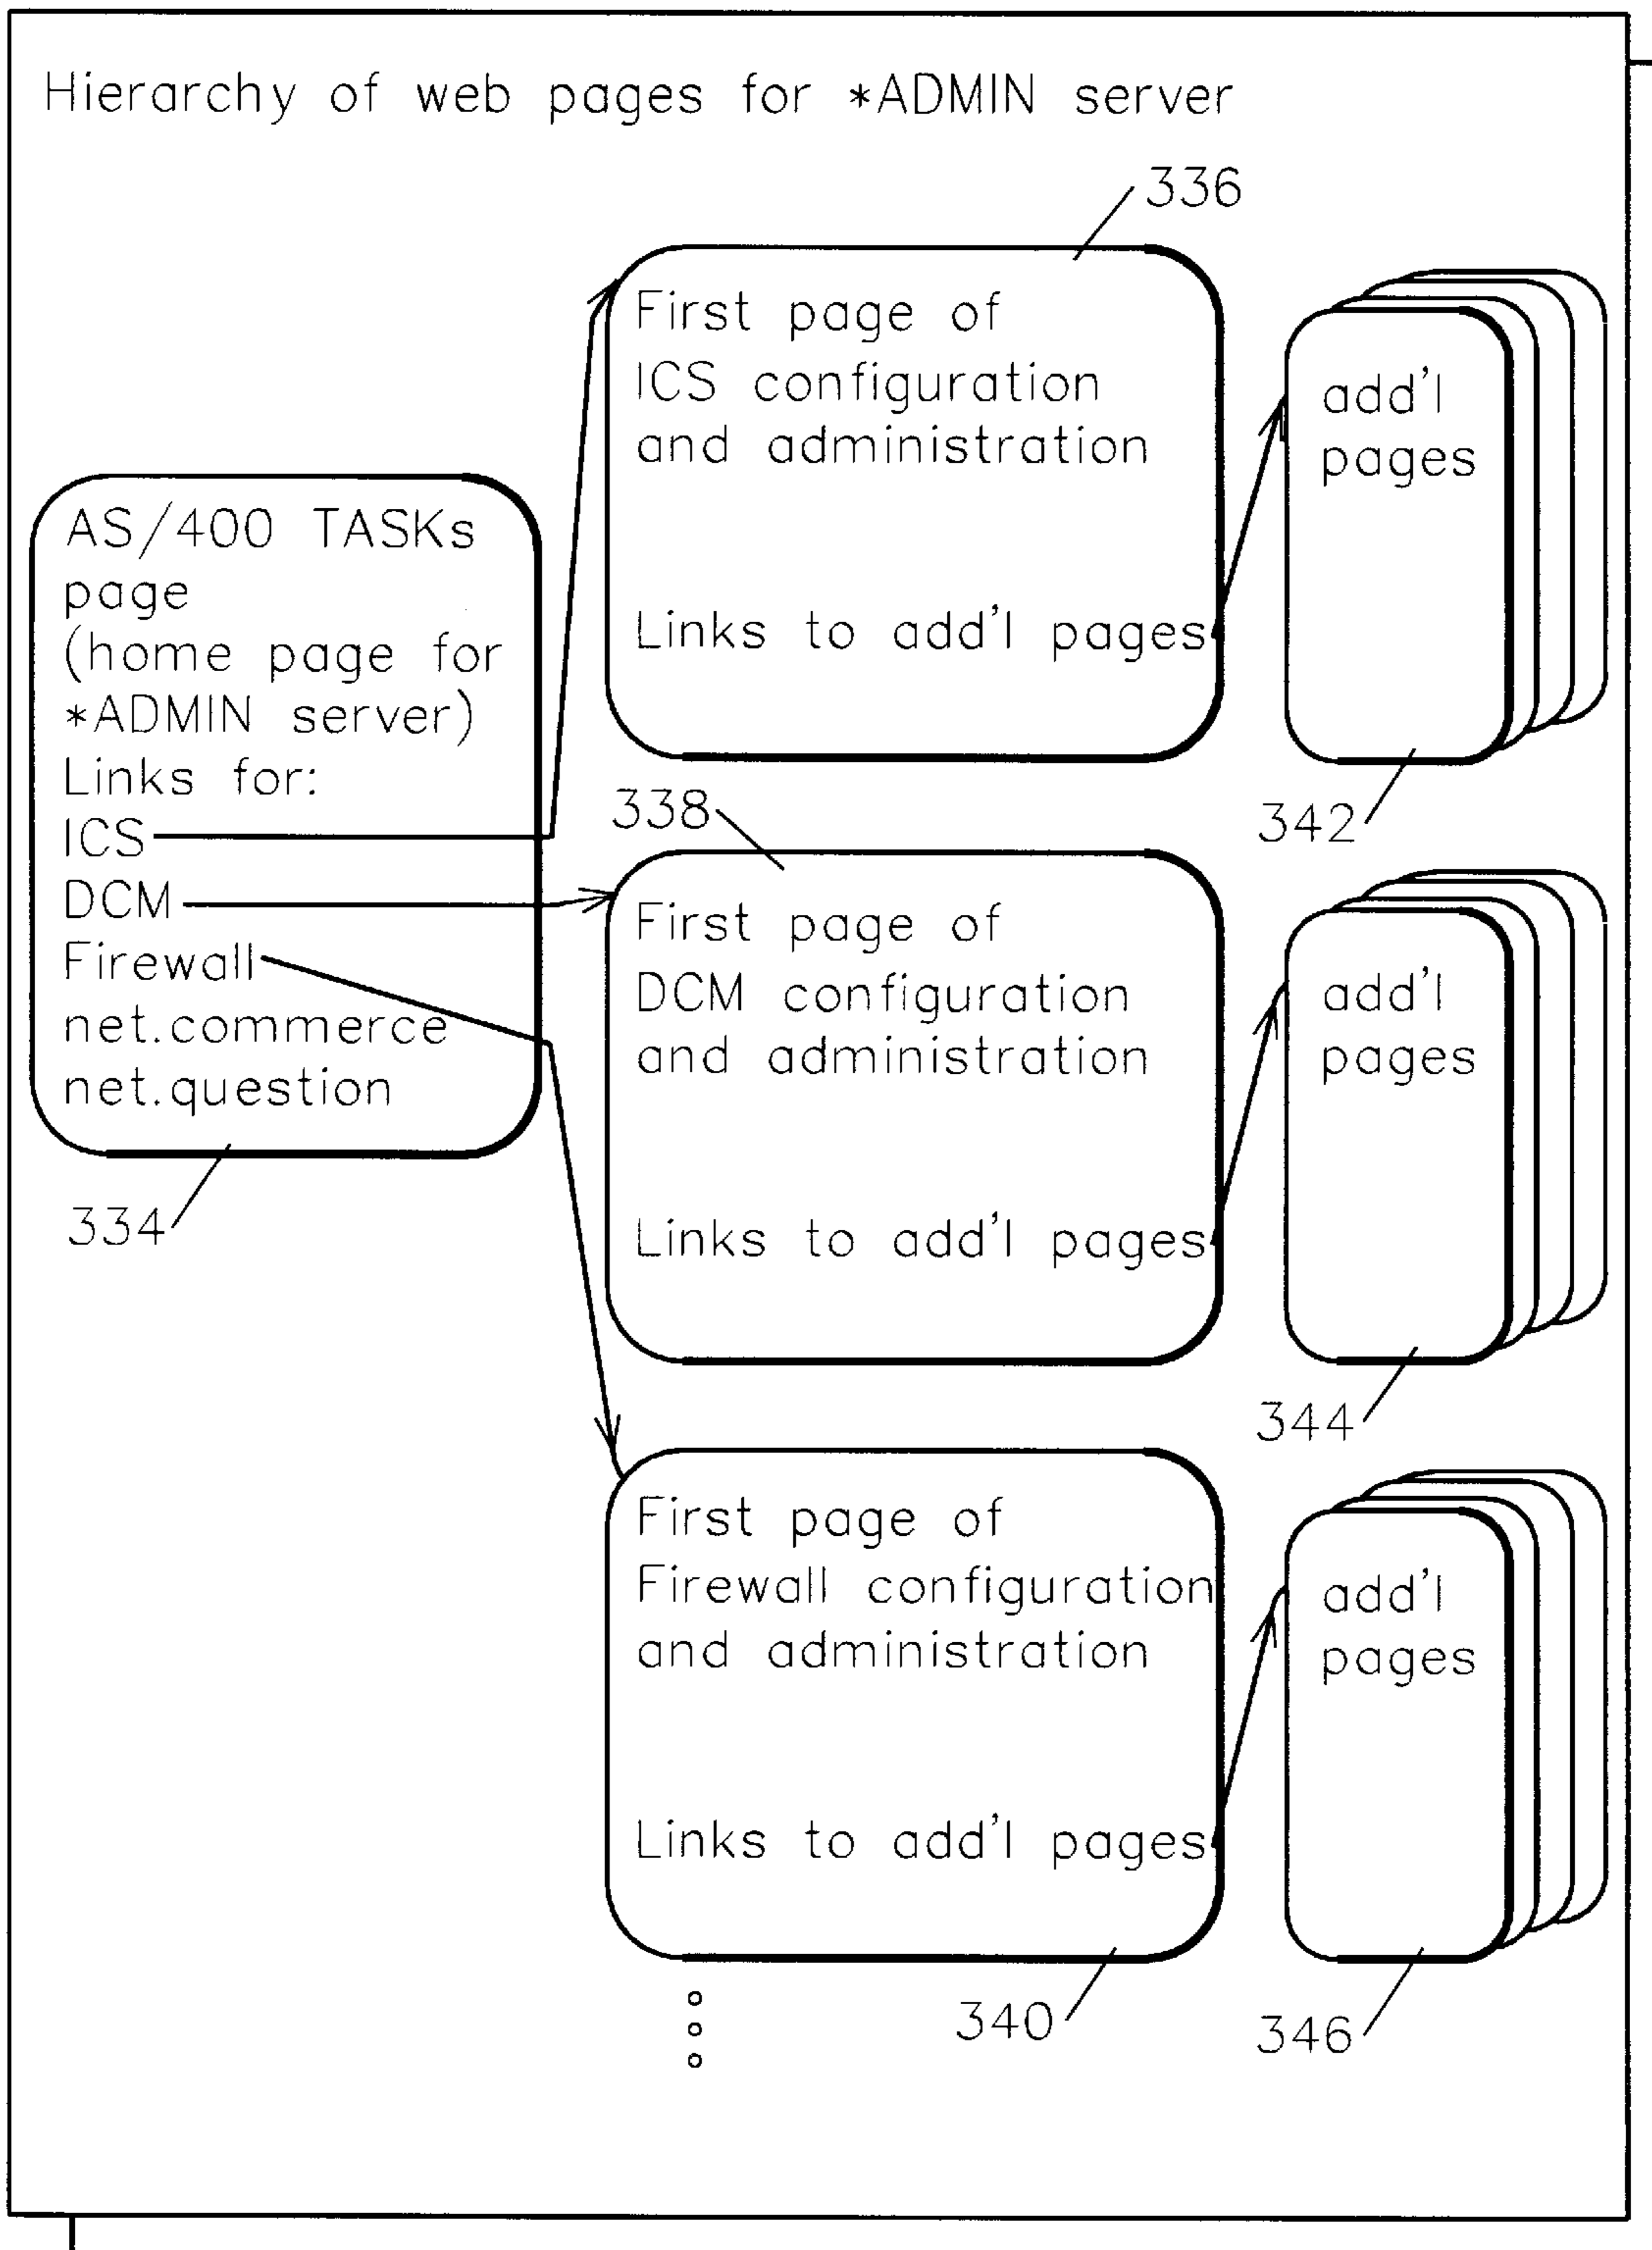 Hierarchy of web pages for *ADMIN server
336
First page of
ICS configuration
and administration
Links to add'l pages
add'l
pages
342
AS/400 TASKs
page
(home page for
*ADMIN server)
Links for:
ICS
DCM
Firewall
net.commerce
net.question
334
338
First page of
DCM configuration
and administration
Links to add'l pages
add'l
pages
344
First page of
Firewall configuration
and administration
Links to add'l pages
340
add'l
pages
346